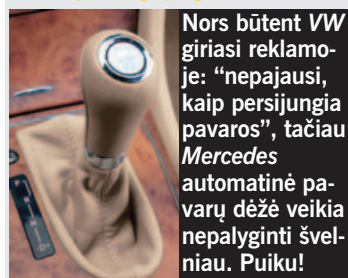 Nors būtent VW
giriasi reklamo-
je: “nepajausi,
kaip persijungia
pavaros”, tačiau
Mercedes
automatinė pa-
varų dėžė veikia
nepalyginti švel-
niau. Puiku!